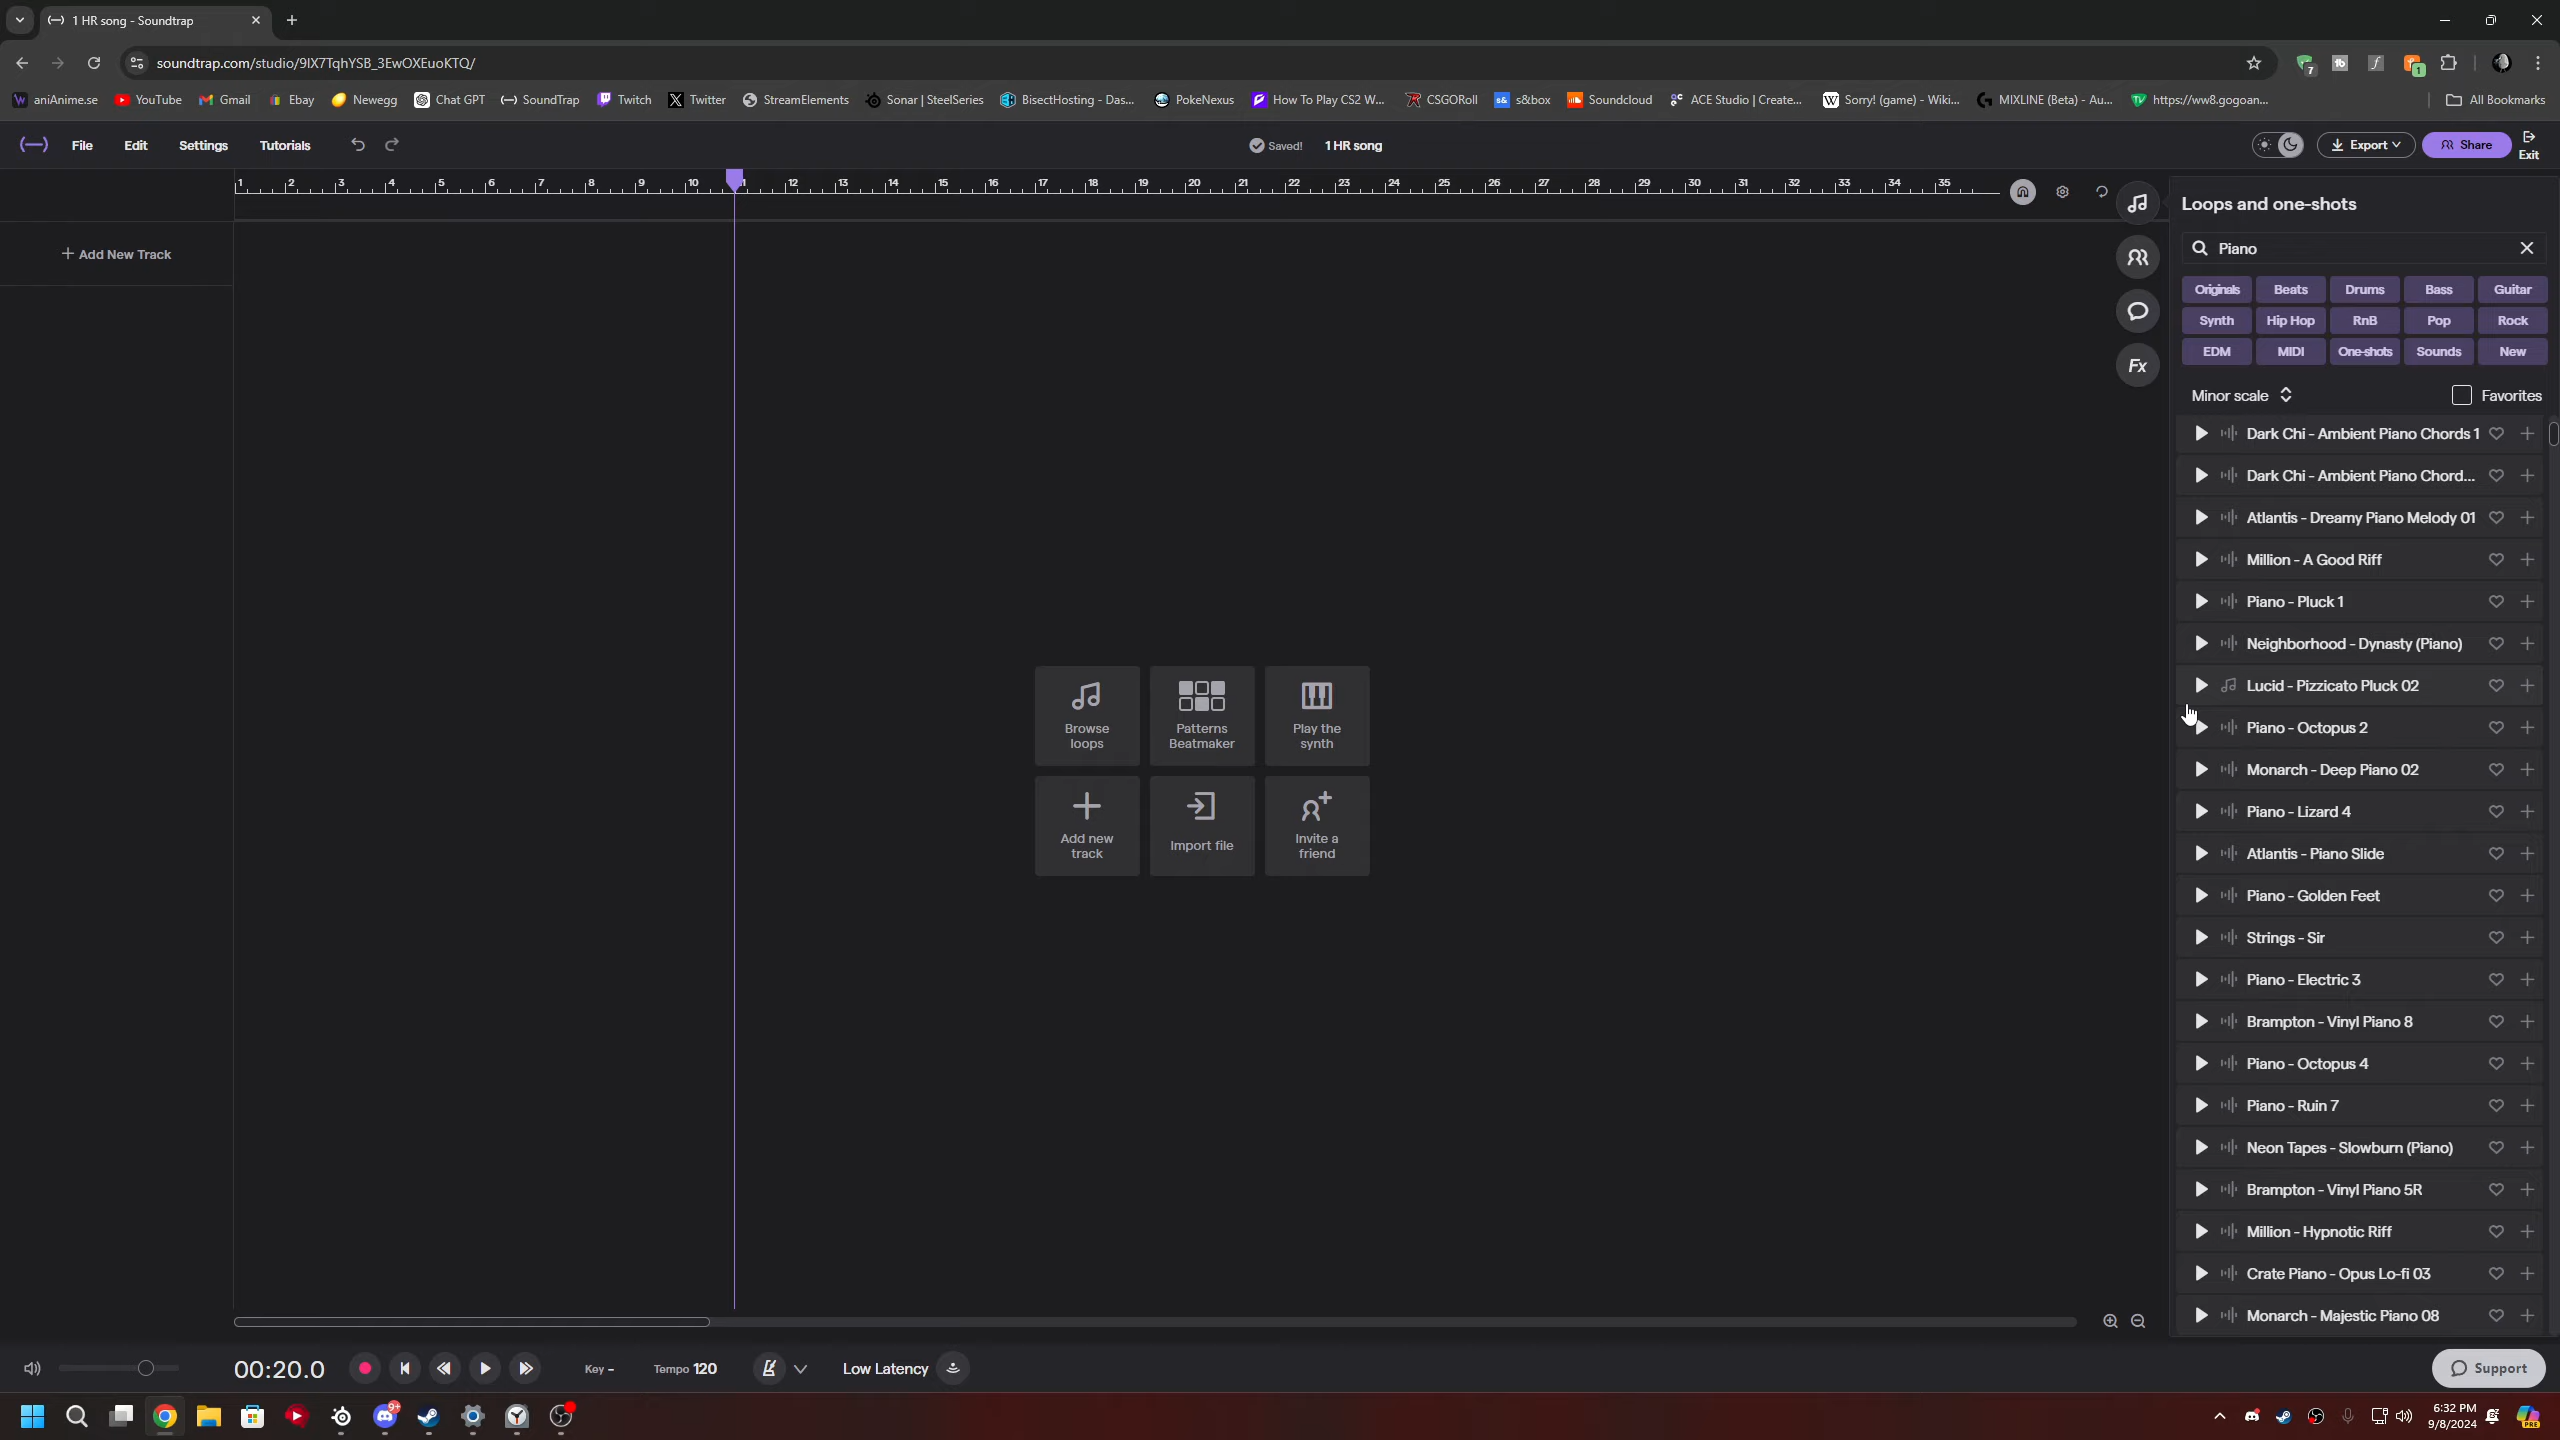 1 HR song - Soundtrap
soundtrap.com/studio/9IX7TqhYSB_3EwOXEuoKTQ/
7
1
aniAnime.se YouTube Gmail Ebay Newegg Chat GPT SoundTrap Twitch Twitter StreamElements Sonar | SteelSeries BisectHosting - Das... PokeNexus How To Play CS2 W... CSGORoll s&box Soundcloud ACE Studio | Create... Sorry! (game) - Wiki... MIXLINE (Beta) - Au... https://ww8.gogoan... All Bookmarks
File Edit Settings Tutorials Saved! 1 HR song Export Share Exit
1 2 3 4 5 6 7 8 9 10 11 12 13 14 15 16 17 18 19 20 21 22 23 24 25 26 27 28 29 30 31 32 33 34 35
+ Add New Track
Fx
Loops and one-shots
Piano
Originals Beats Drums Bass Guitar
Synth Hip Hop RnB Pop Rock
EDM MIDI One-shots Sounds New
Minor scale Favorites
Dark Chi - Ambient Piano Chords 1
Dark Chi - Ambient Piano Chord...
Atlantis - Dreamy Piano Melody 01
Million - A Good Riff
Piano - Pluck 1
Neighborhood - Dynasty (Piano)
Lucid - Pizzicato Pluck 02
Piano - Octopus 2
Monarch - Deep Piano 02
Piano - Lizard 4
Atlantis - Piano Slide
Piano - Golden Feet
Strings - Sir
Piano - Electric 3
Brampton - Vinyl Piano 8
Piano - Octopus 4
Piano - Ruin 7
Neon Tapes - Slowburn (Piano)
Brampton - Vinyl Piano 5R
Million - Hypnotic Riff
Crate Piano - Opus Lo-fi 03
Monarch - Majestic Piano 08
Browse
loops
Patterns
Beatmaker
Play the
synth
Add new
track
Import file
Invite a
friend
00:20.0 Key - Tempo 120 Low Latency Support
9+
6:32 PM
9/8/2024
PRE